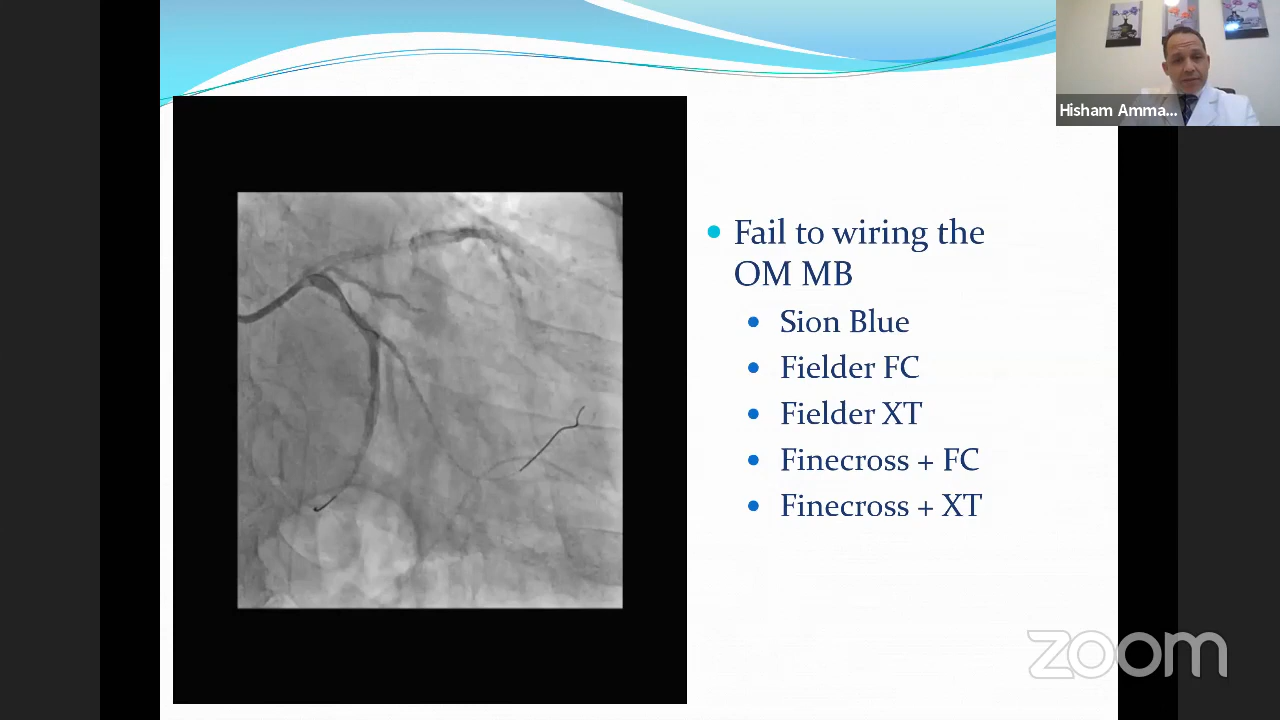 Hisham Amma...
Fail to wiring the
OM MB
Sion Blue
Fielder FC
Fielder XT
Finecross + FC
Finecross + XT
zoom